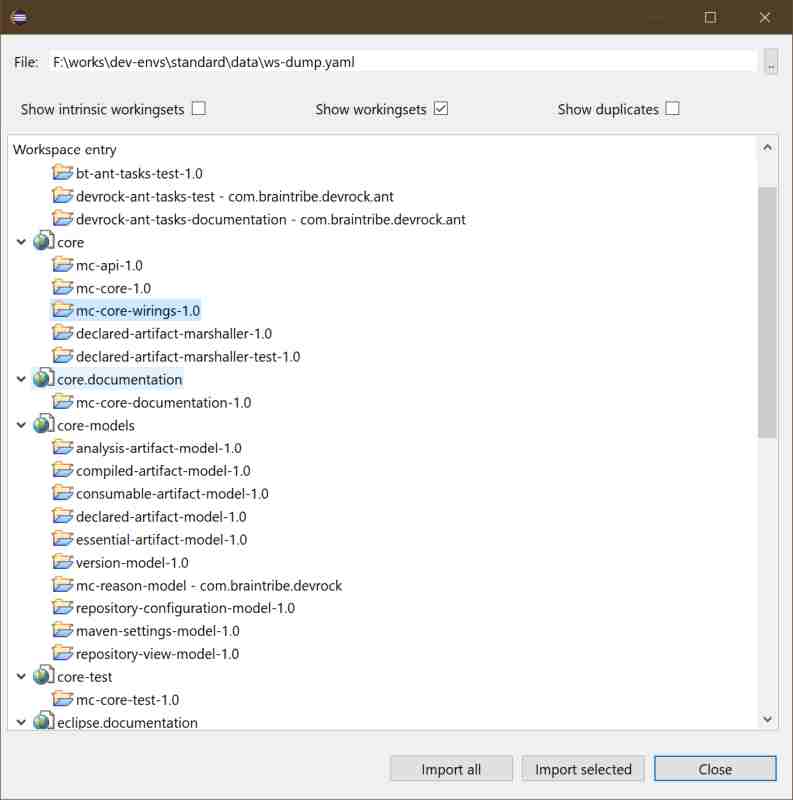 File: F:\works\dev-envs\standard\data\ws-dump.yaml ..
Show intrinsic workingsets Show workingsets Show duplicates
Workspace entry
bt-ant-tasks-test-1.0
devrock-ant-tasks-test - com.braintribe.devrock.ant
devrock-ant-tasks-documentation - com.braintribe.devrock.ant
core
mc-api-1.0
mc-core-1.0
mc-core-wirings-1.0
declared-artifact-marshaller-1.0
declared-artifact-marshaller-test-1.0
core.documentation
mc-core-documentation-1.0
core-models
analysis-artifact-model-1.0
compiled-artifact-model-1.0
consumable-artifact-model-1.0
declared-artifact-model-1.0
essential-artifact-model-1.0
version-model-1.0
mc-reason-model - com.braintribe.devrock
repository-configuration-model-1.0
maven-settings-model-1.0
repository-view-model-1.0
core-test
mc-core-test-1.0
eclipse.documentation
Import all Import selected Close